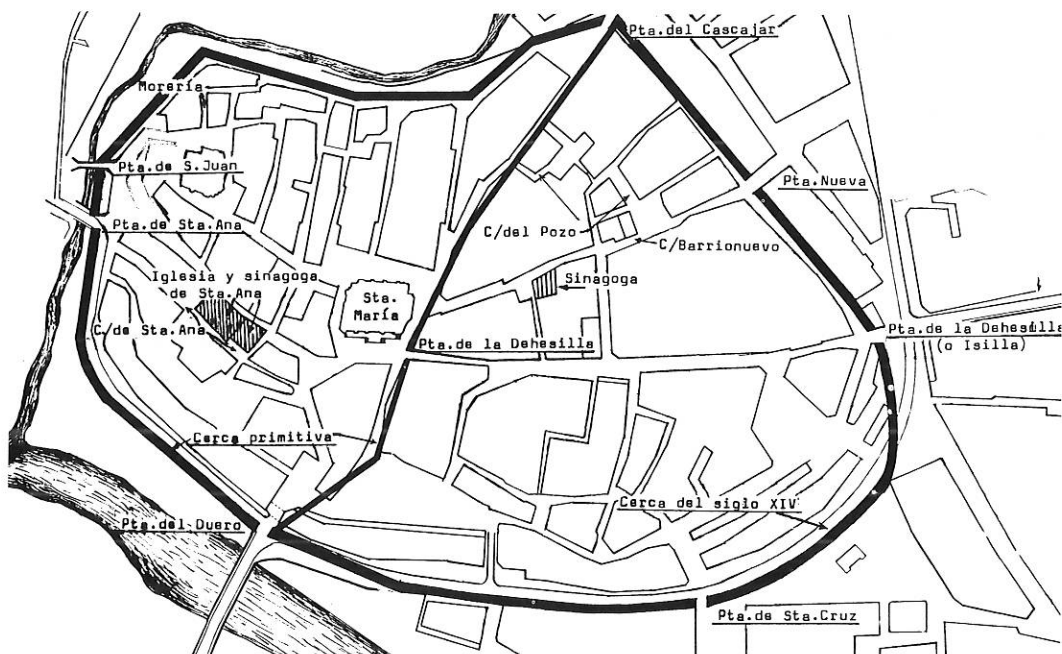 Pta.del Cascajar
Morería
Pta.de S.Juan
Pta.Nueva
Pta.de Sta.Ana
C/del Pozo
C/Barrionuevo
Iglesia y sinagoga
de Sta.Ana
Sinagoga
Sta.
María
C/de Sta.Ana
Pta.de la Dehesilla
Pta.de la Dehesilla
(o Isilla)
Cerca primitiva
Cerca del siglo XIV
Pta.del Duero
Pta.de Sta.Cruz